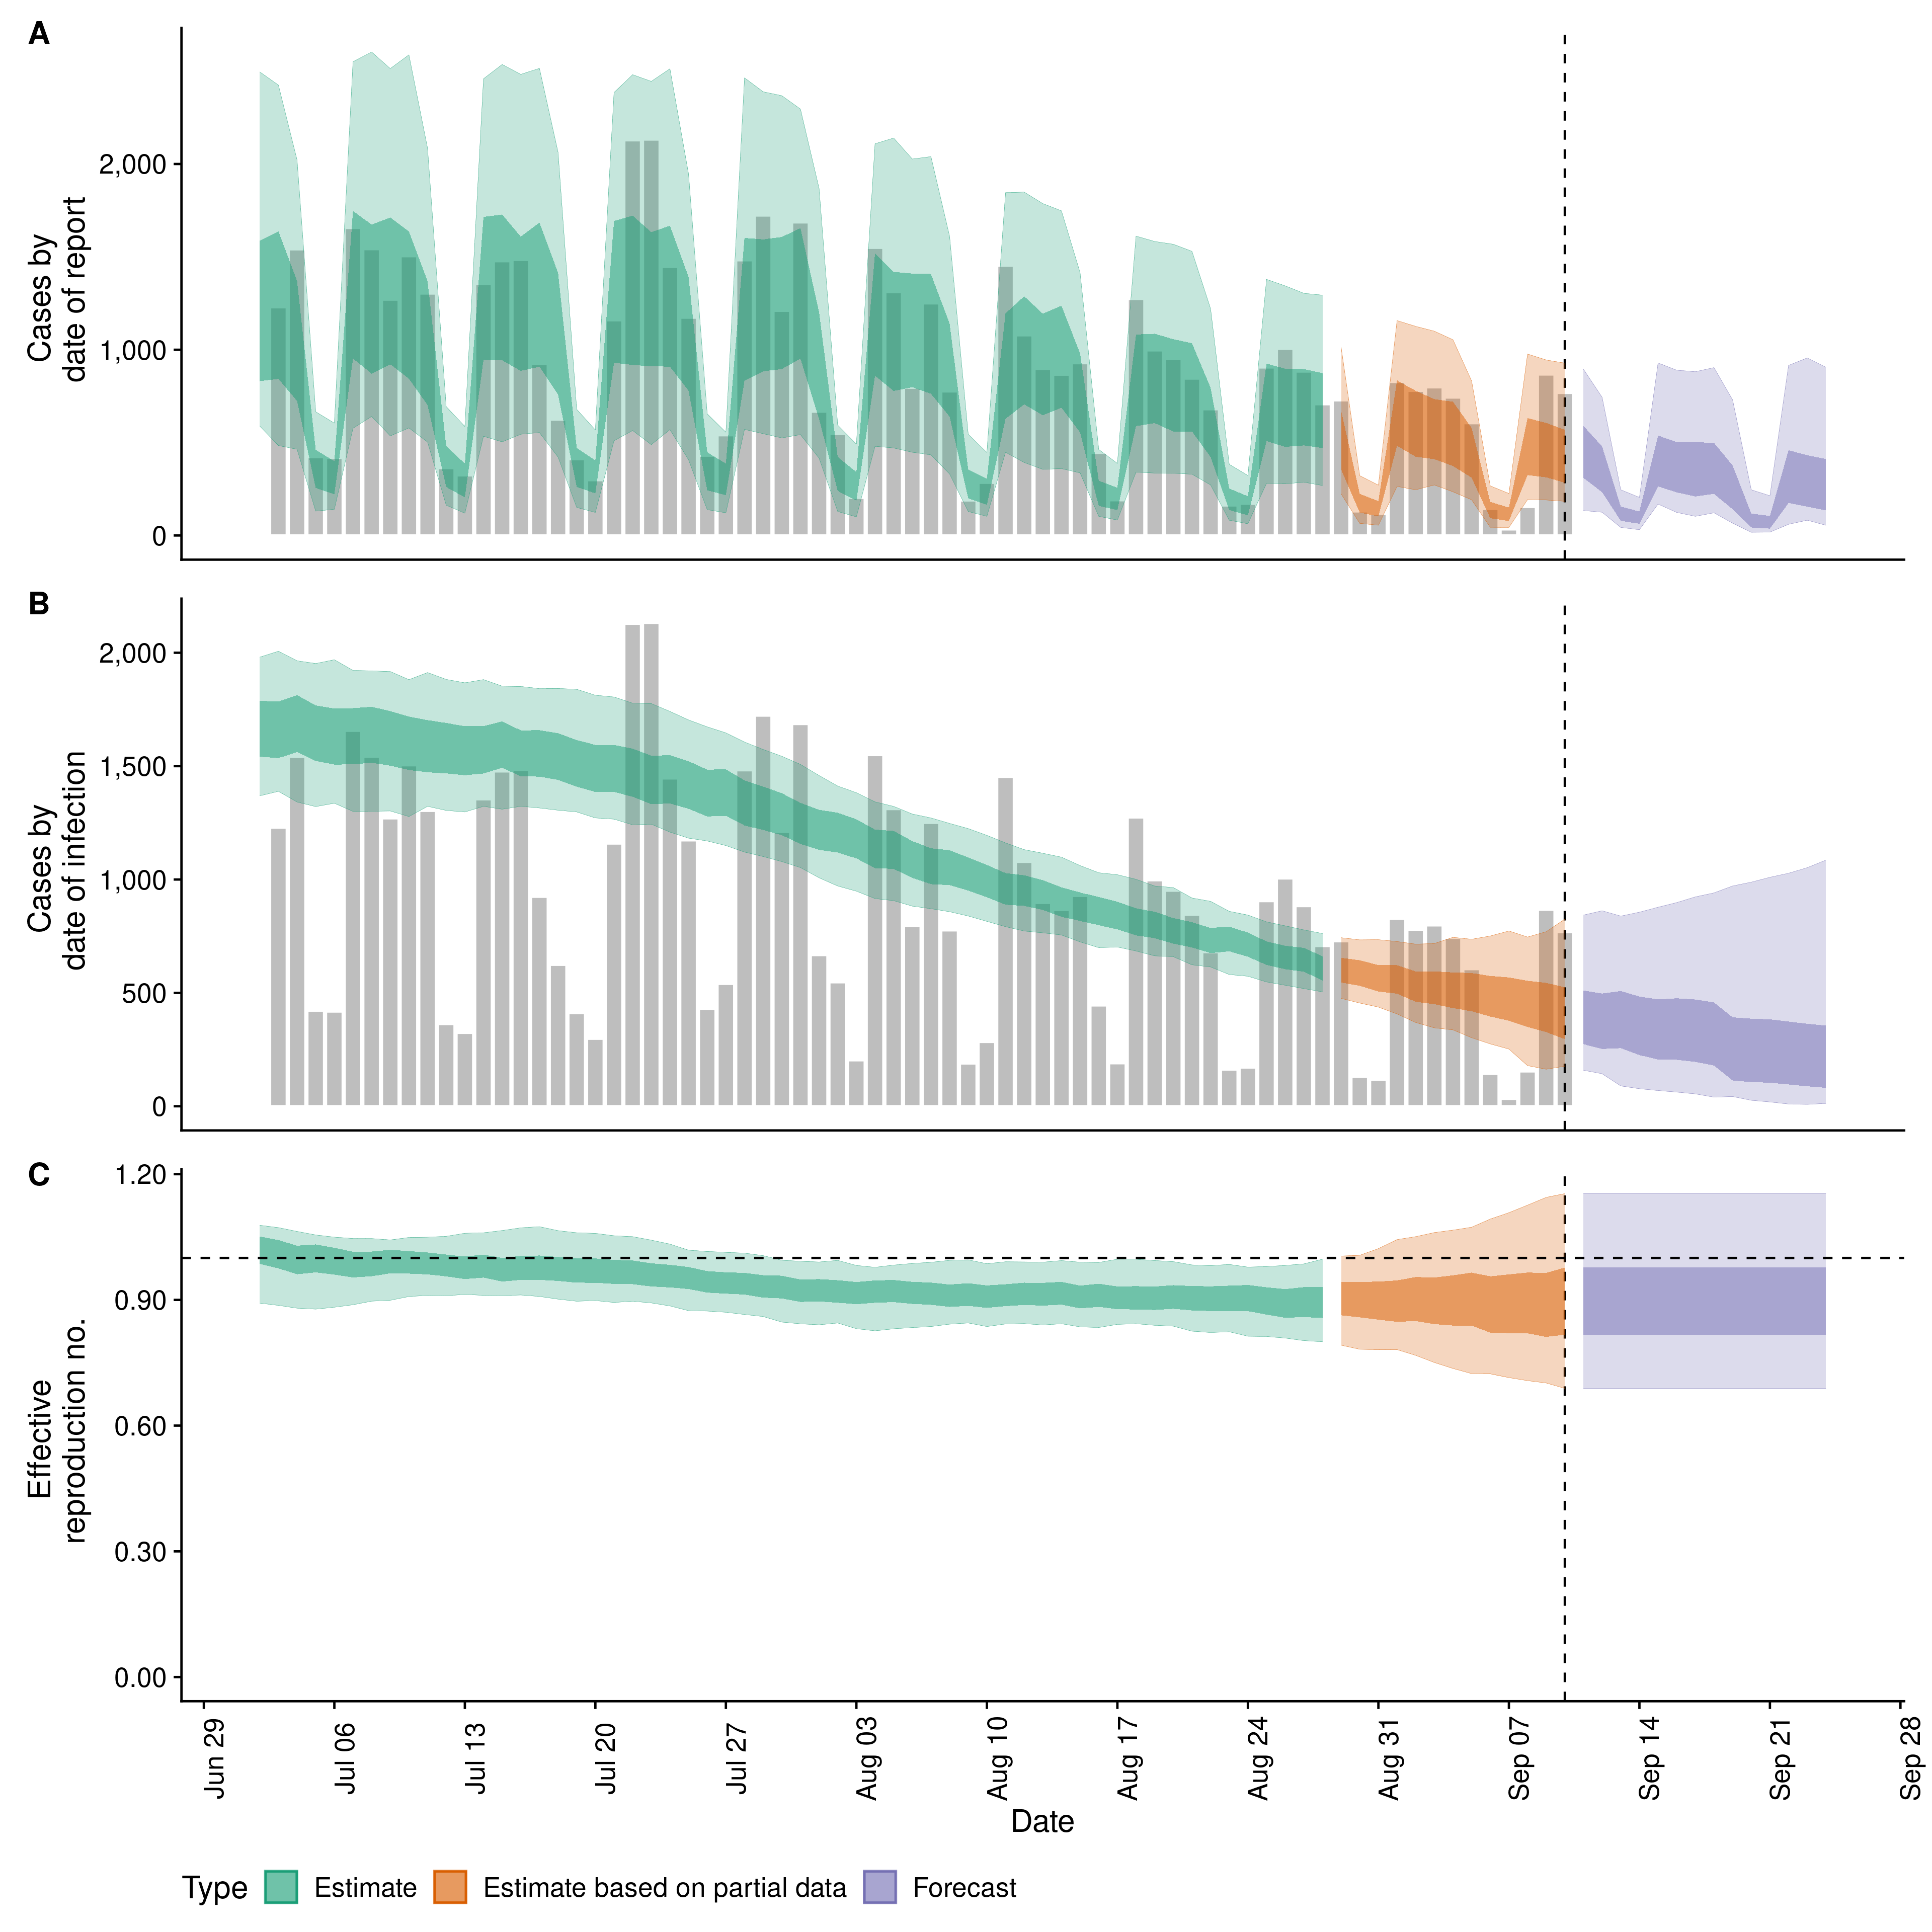 A
Cases by
date of report
2,000
1,000
0
B
Cases by
date of infection
2,000
1,500
1,000
500
0
C
Effective
reproduction no.
1.20
0.90
0.60
0.30
0.00
Jun 29
Jul 06
Jul 13
Jul 20
Jul 27
Aug 03
Aug 10
Aug 17
Aug 24
Aug 31
Sep 07
Sep 14
Sep 21
Sep 28
Date
Type Estimate Estimate based on partial data Forecast